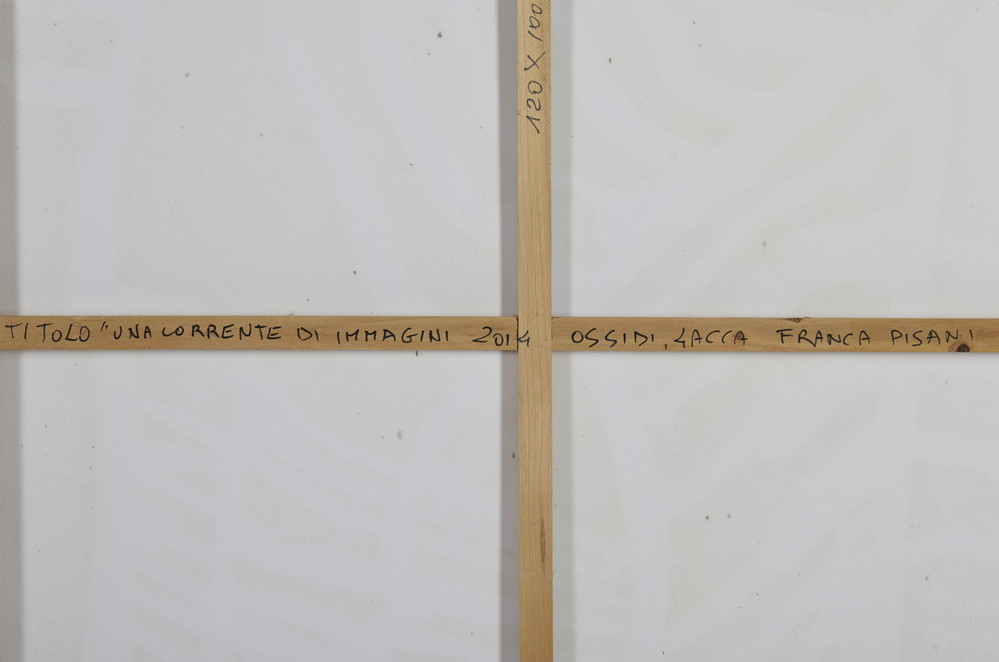 120 X 100
TITOLO "UNA CORRENTE DI IMMAGINI 2014 OSSIDI, LACCA FRANCA PISANI